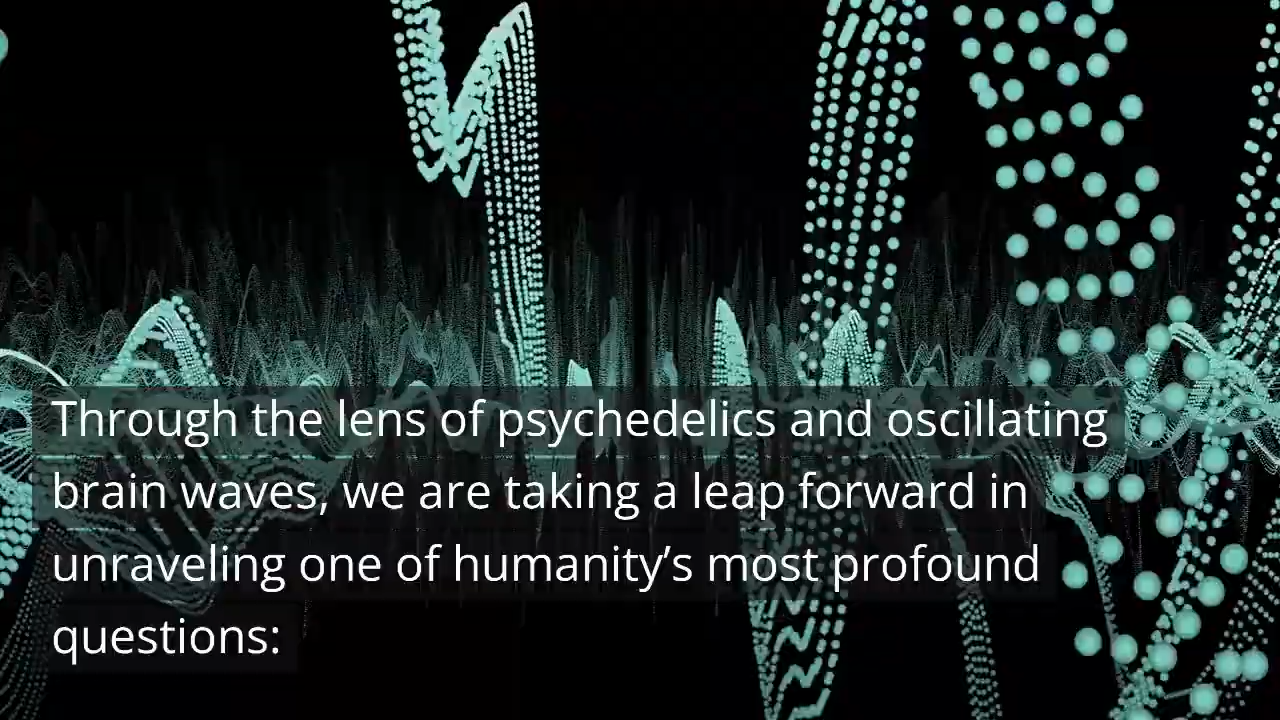 Through the lens of psychedelics and oscillating
brain waves, we are taking a leap forward in
unraveling one of humanity’s most profound
questions: